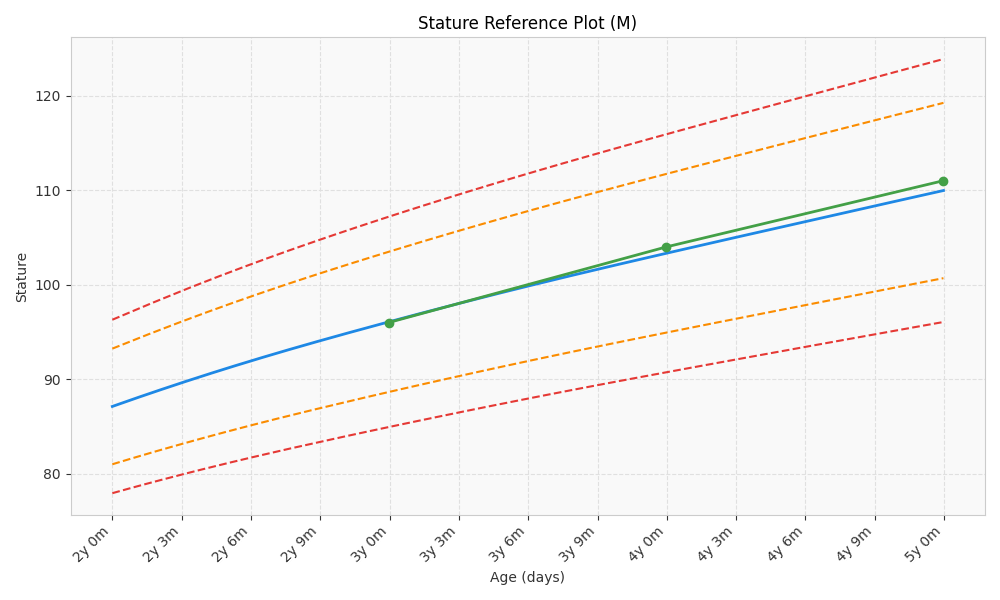 Stature Reference Plot (M)
Stature
120
110
100
90
80
2y 0m
2y 3m
2y 6m
2y 9m
3y 0m
3y 3m
3y 6m
3y 9m
4y 0m
4y 3m
4y 6m
4y 9m
5y 0m
Age (days)